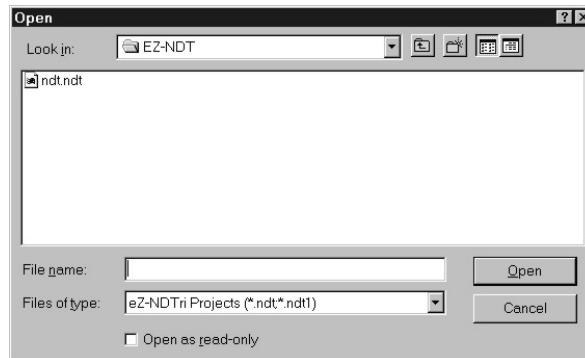 Open
Look in:
EZ-NDT
ndt.ndt
File name:
Open
Files of type:
eZ-NDTri Projects (*.ndt;*.ndt1)
Cancel
Open as read-only